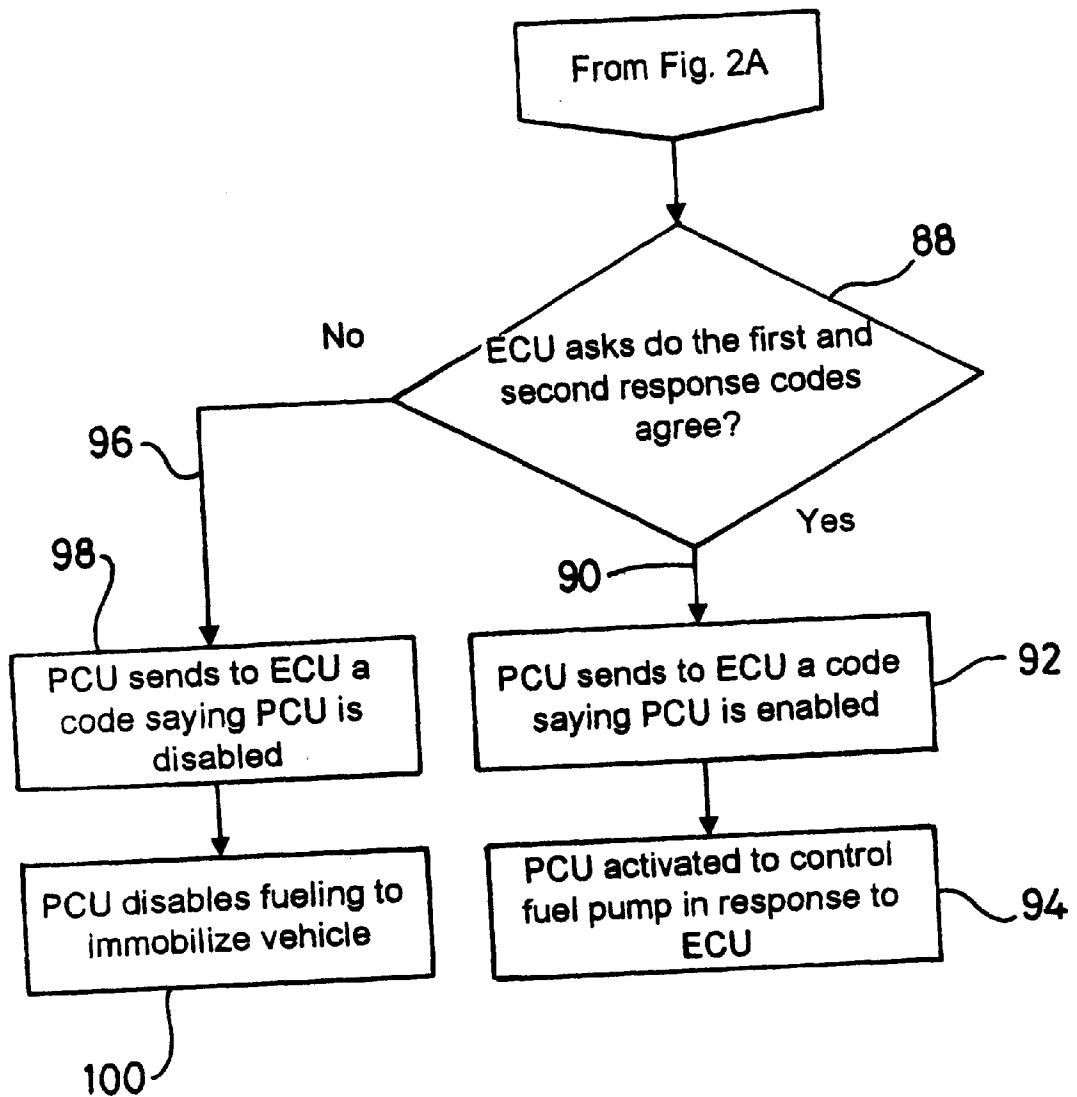 From Fig. 2A
88
No
ECU asks do the first and
second response codes
agree?
96
Yes
98
90
PCU sends to ECU a
code saying PCU is
disabled
PCU sends to ECU a code
saying PCU is enabled
92
PCU disables fueling to
immobilize vehicle
PCU activated to control
fuel pump in response to
ECU
94
100